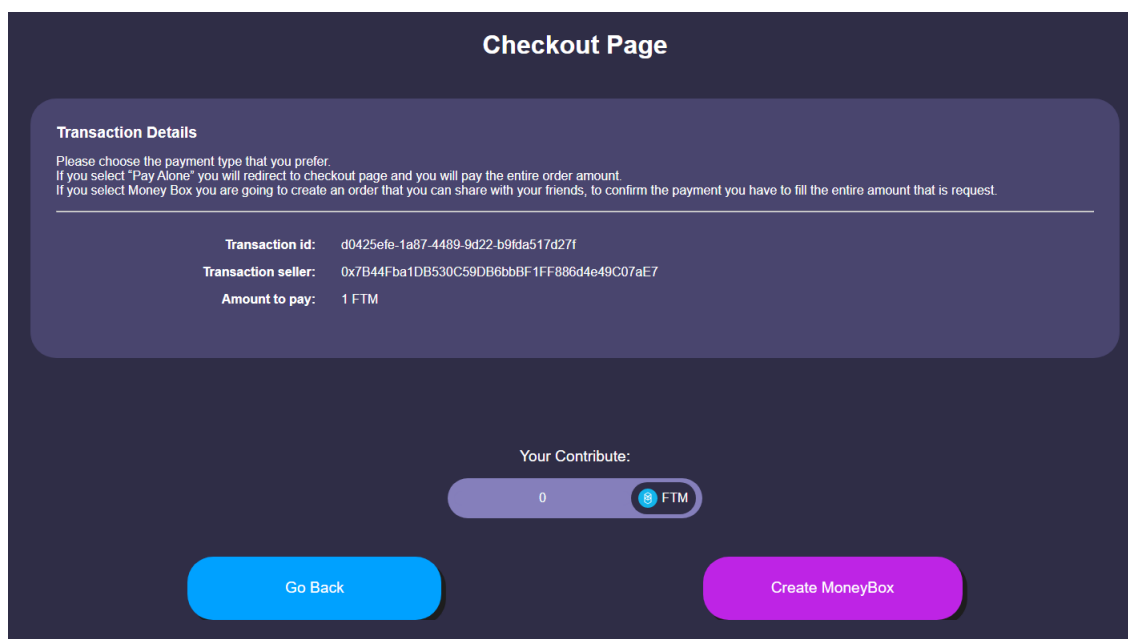 Checkout Page
Transaction Details
Please choose the payment type that you prefer.
If you select “Pay Alone” you will redirect to checkout page and you will pay the entire order amount.
If you select Money Box you are going to create an order that you can share with your friends, to confirm the payment you have to fill the entire amount that is request.
Transaction id: d0425efe-1a87-4489-9d22-b9fda517d27f
Transaction seller: 0x7B44Fba1DB530C59DB6bbBF1FF886d4e49C07aE7
Amount to pay: 1 FTM
Your Contribute:
0 FTM
Go Back
Create MoneyBox